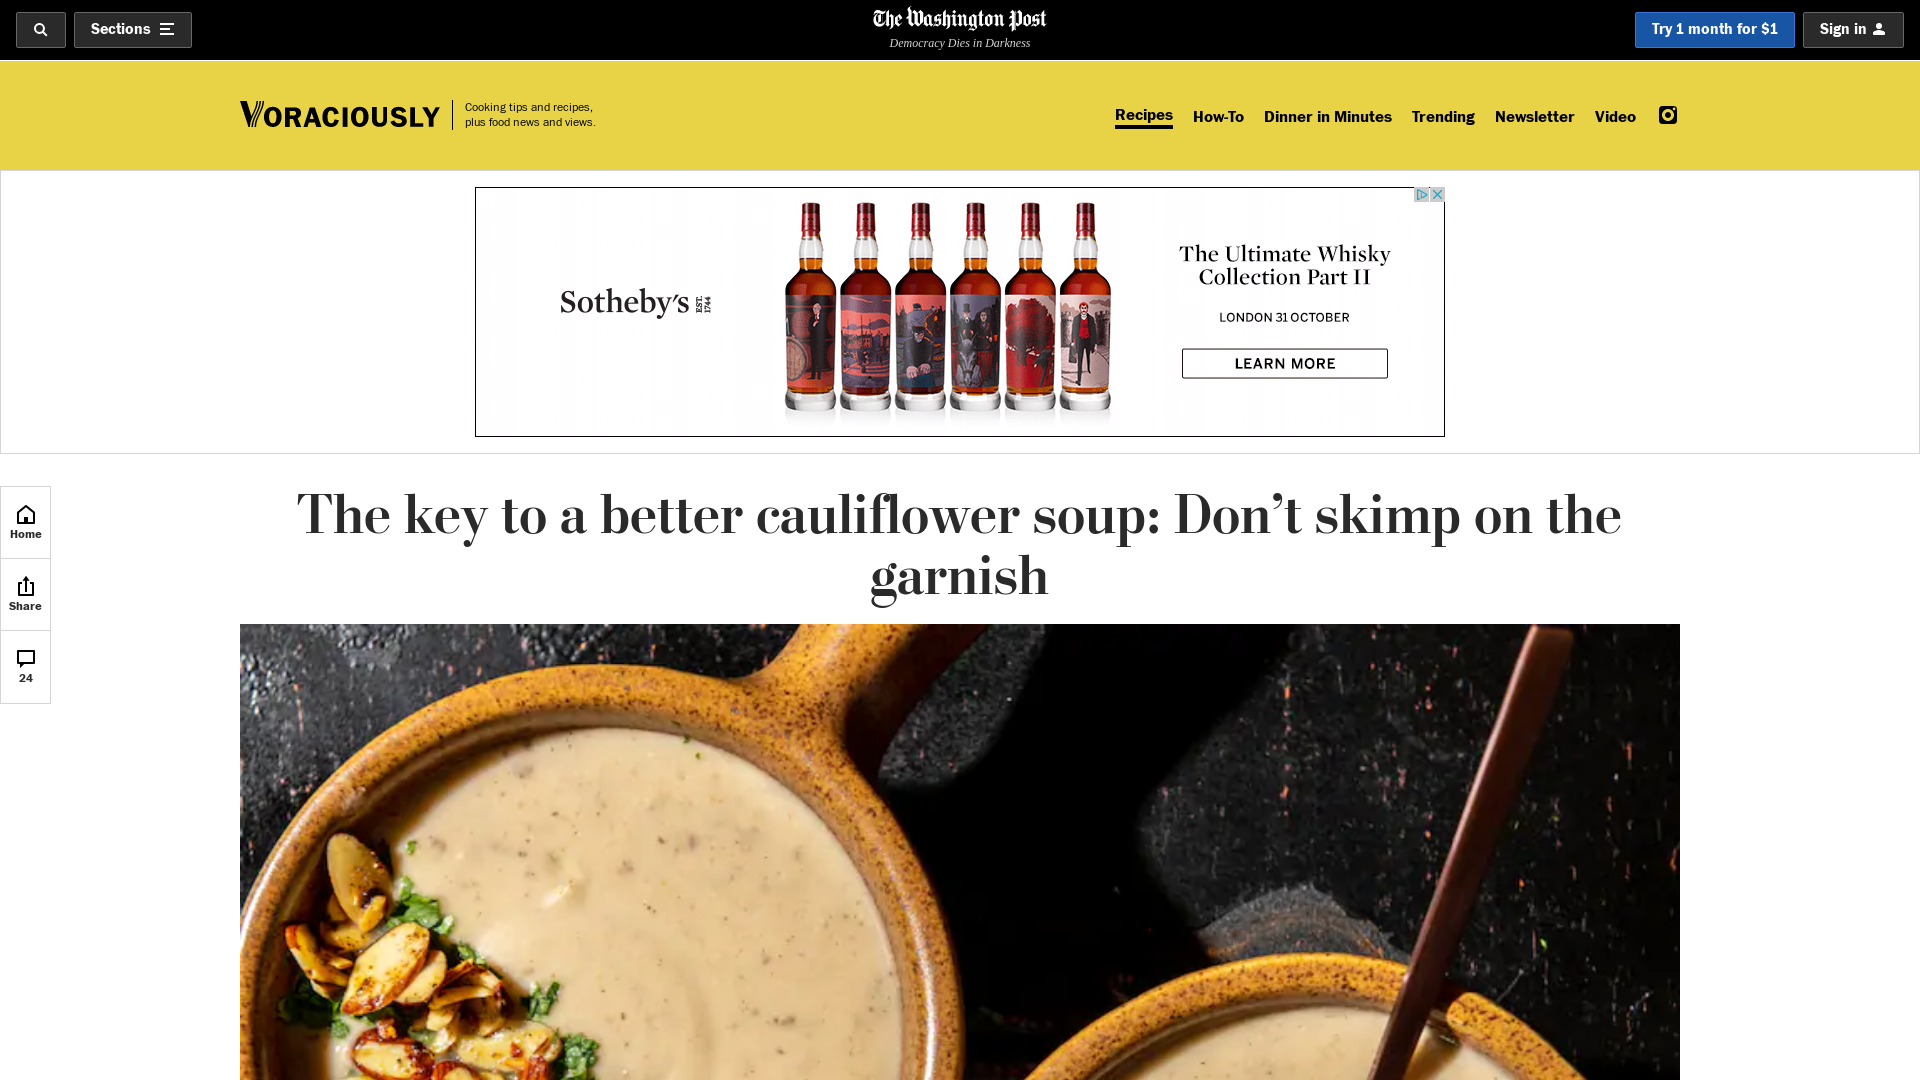 Sections
The Washington Post
Democracy Dies in Darkness
Try 1 month for $1
Sign in
VORACIOUSLY
Cooking tips and recipes,
plus food news and views.
Recipes
How-To
Dinner in Minutes
Trending
Newsletter
Video
Sotheby's EST. 1744
The Ultimate Whisky
Collection Part II
LONDON 31 OCTOBER
LEARN MORE
The key to a better cauliflower soup: Don’t skimp on the
garnish
Home
Share
24